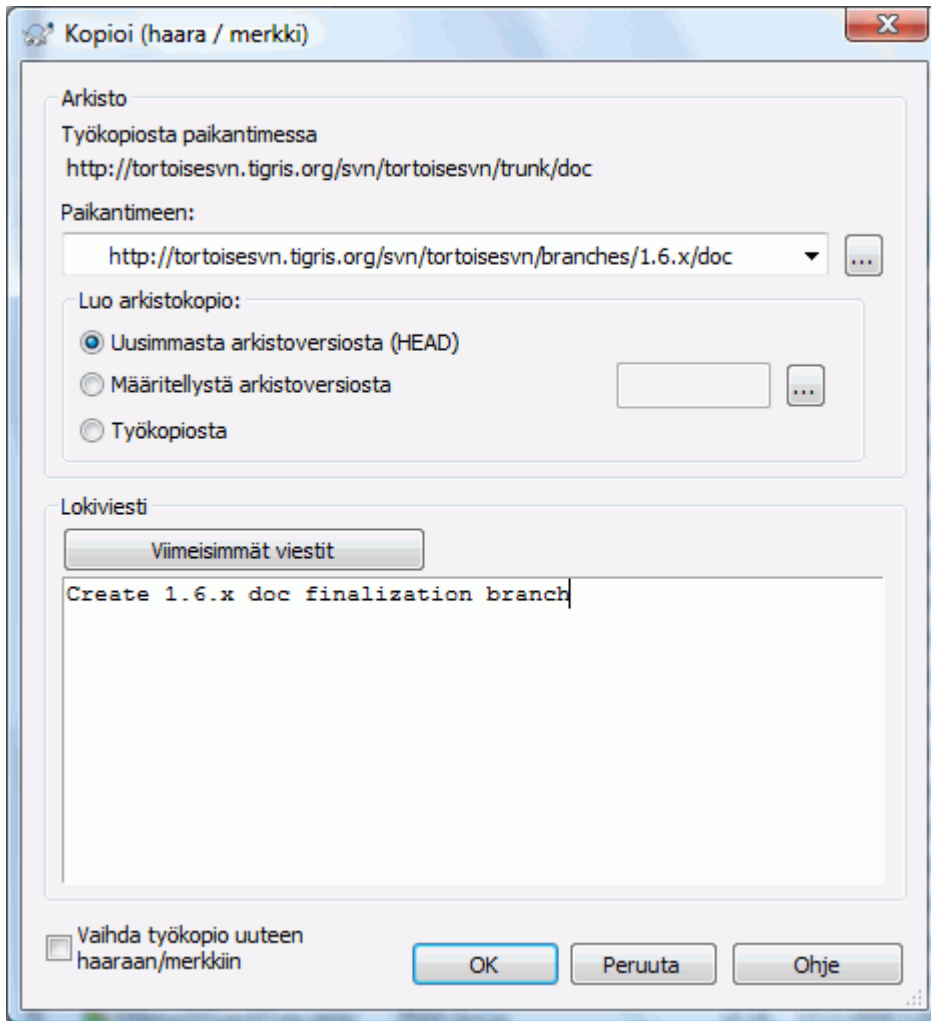 Kopioi (haara / merkki)
Arkisto
Työkopiosta paikantimessa
http://tortoisesvn.tigris.org/svn/tortoisesvn/trunk/doc
Paikantimeen:
http://tortoisesvn.tigris.org/svn/tortoisesvn/branches/1.6.x/doc
...
Luo arkistokopio:
Uusimmasta arkistoversiosta (HEAD)
Määritellystä arkistoversiosta
...
Työkopiosta
Lokiviesti
Viimeisimmät viestit
Create 1.6.x doc finalization branch
Vaihda työkopio uuteen
haaraan/merkkiin
OK
Peruuta
Ohje